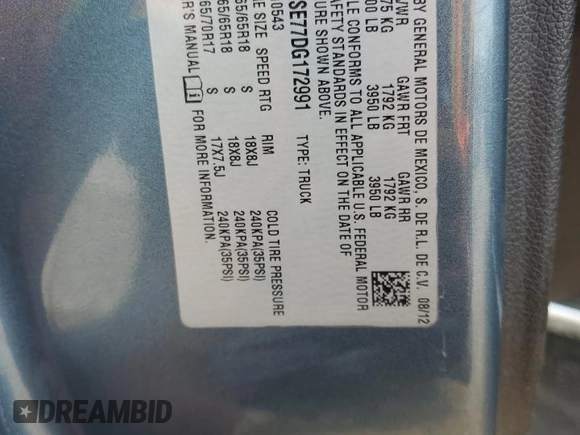 BY GENERAL MOTORS DE MEXICO, S. DE R.L. DE C.V. 08/12
GVWR GAWR FRT GAWR RR
75 KG 1792 KG 1792 KG
00 LB 3950 LB 3950 LB
LE CONFORMS TO ALL APPLICABLE U.S. FEDERAL MOTOR
AFETY STANDARDS IN EFFECT ON THE DATE OF
URE SHOWN ABOVE.
SE77DG172991 TYPE: TRUCK
0543
RE SIZE SPEED RTG RIM COLD TIRE PRESSURE
65/65R18 S 18X8J 240KPA(35PSI)
65/65R18 S 18X8J 240KPA(35PSI)
65/70R17 S 17X7.5J 240KPA(35PSI)
R'S MANUAL i FOR MORE INFORMATION.
DREAMBID